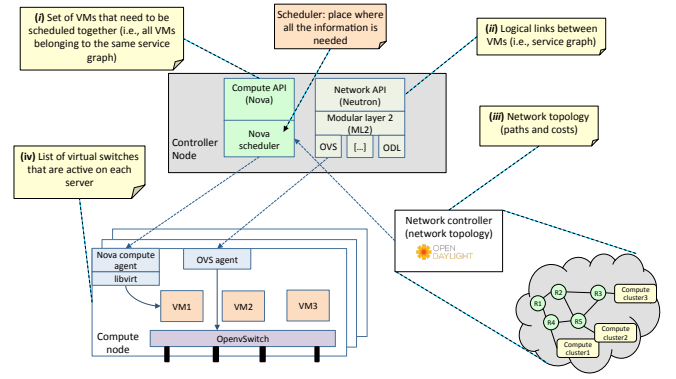 (i) Set of VMs that need to be
scheduled together (i.e., all VMs
belonging to the same service
graph)
Scheduler: place where
all the information is
needed
(ii) Logical links between
VMs (i.e., service graph)
Compute API
(Nova)
Network API
(Neutron)
Modular layer 2
(ML2)
Controller
Node
Nova
scheduler
OVS
[...]
ODL
(iii) Network topology
(paths and costs)
(iv) List of virtual switches
that are active on each
server
Network controller
(network topology)
OPEN
DAYLIGHT
Nova compute
agent
libvirt
OVS agent
VM1
VM2
VM3
Compute
node
OpenvSwitch
R1
R2
R3
R4
R5
Compute
cluster3
Compute
cluster2
Compute
cluster1